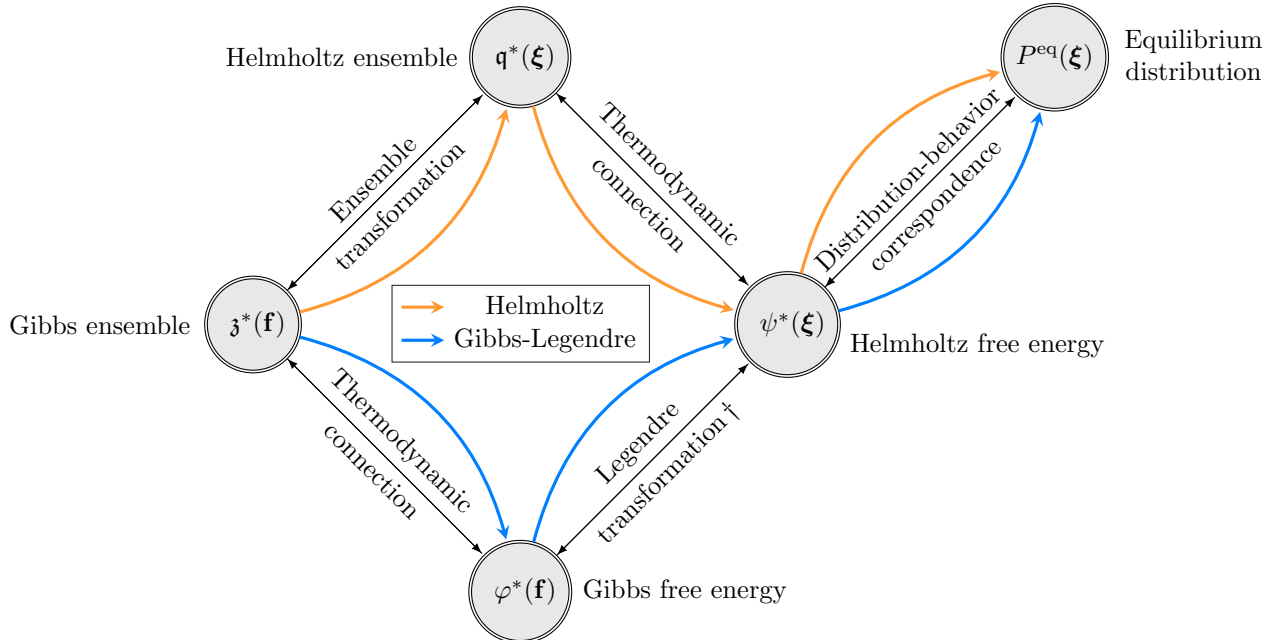 Helmholtz ensemble
𝔮*(ξ)
P^eq(ξ)
Equilibrium
distribution
Ensemble
transformation
Thermodynamic
connection
Distribution-behavior
correspondence
Gibbs ensemble
𝔷*(f)
Helmholtz
Gibbs-Legendre
ψ*(ξ)
Helmholtz free energy
Thermodynamic
connection
Legendre
transformation †
φ*(f)
Gibbs free energy